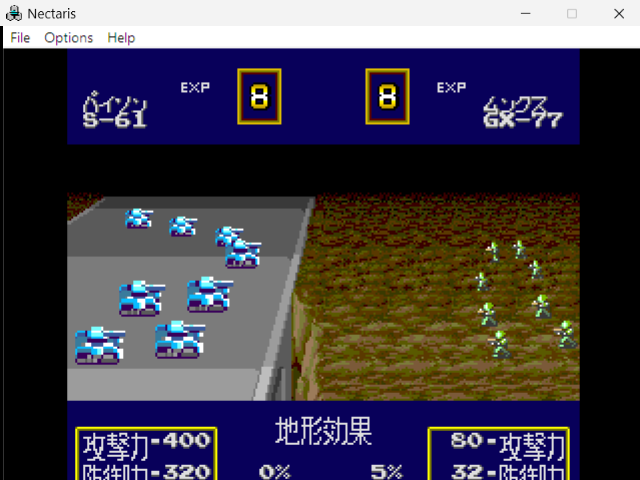 Nectaris
File Options Help
バイソン EXP 8 8 EXP ムンクス
S-61 GX-77
地形効果
攻撃力-400 80-攻撃力
防御力-320 0% 5% 32-防御力